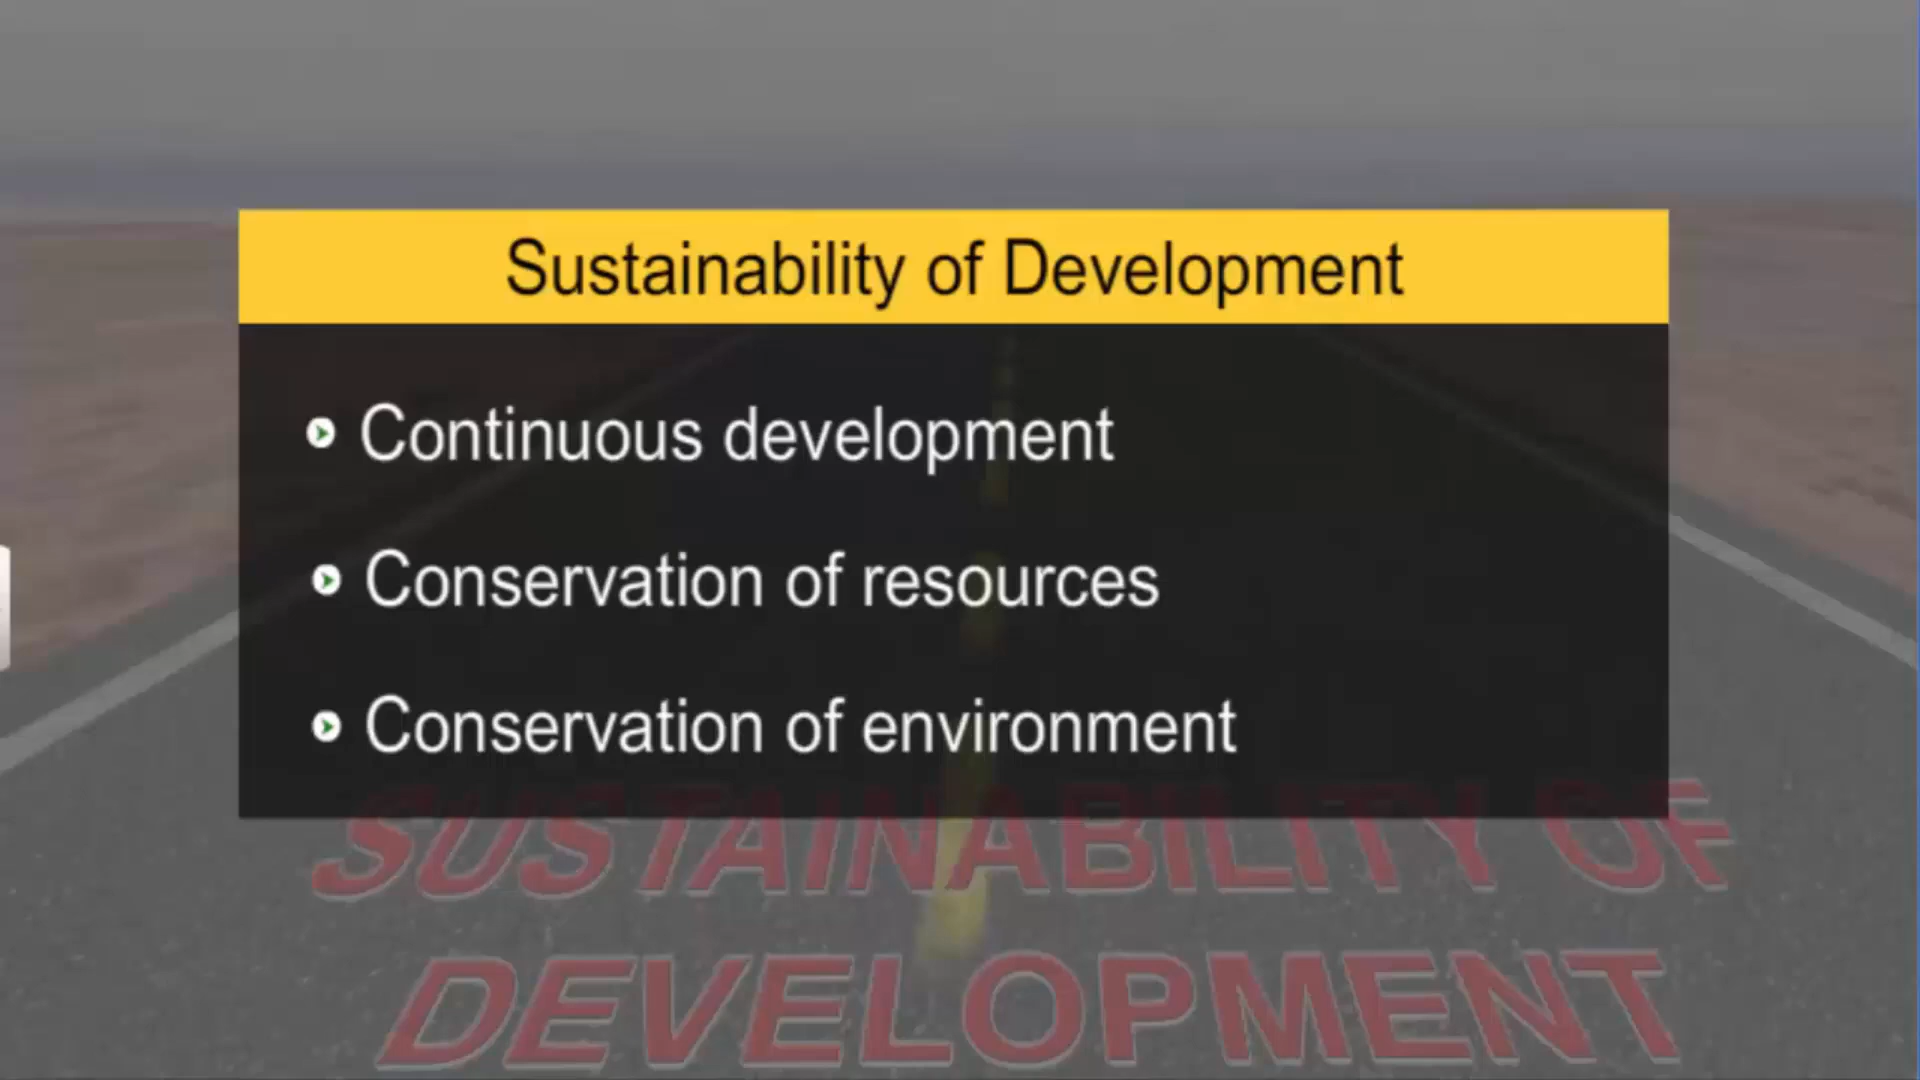 Sustainability of Development
Continuous development
Conservation of resources
Conservation of environment
SUSTAINABILITY OF
DEVELOPMENT